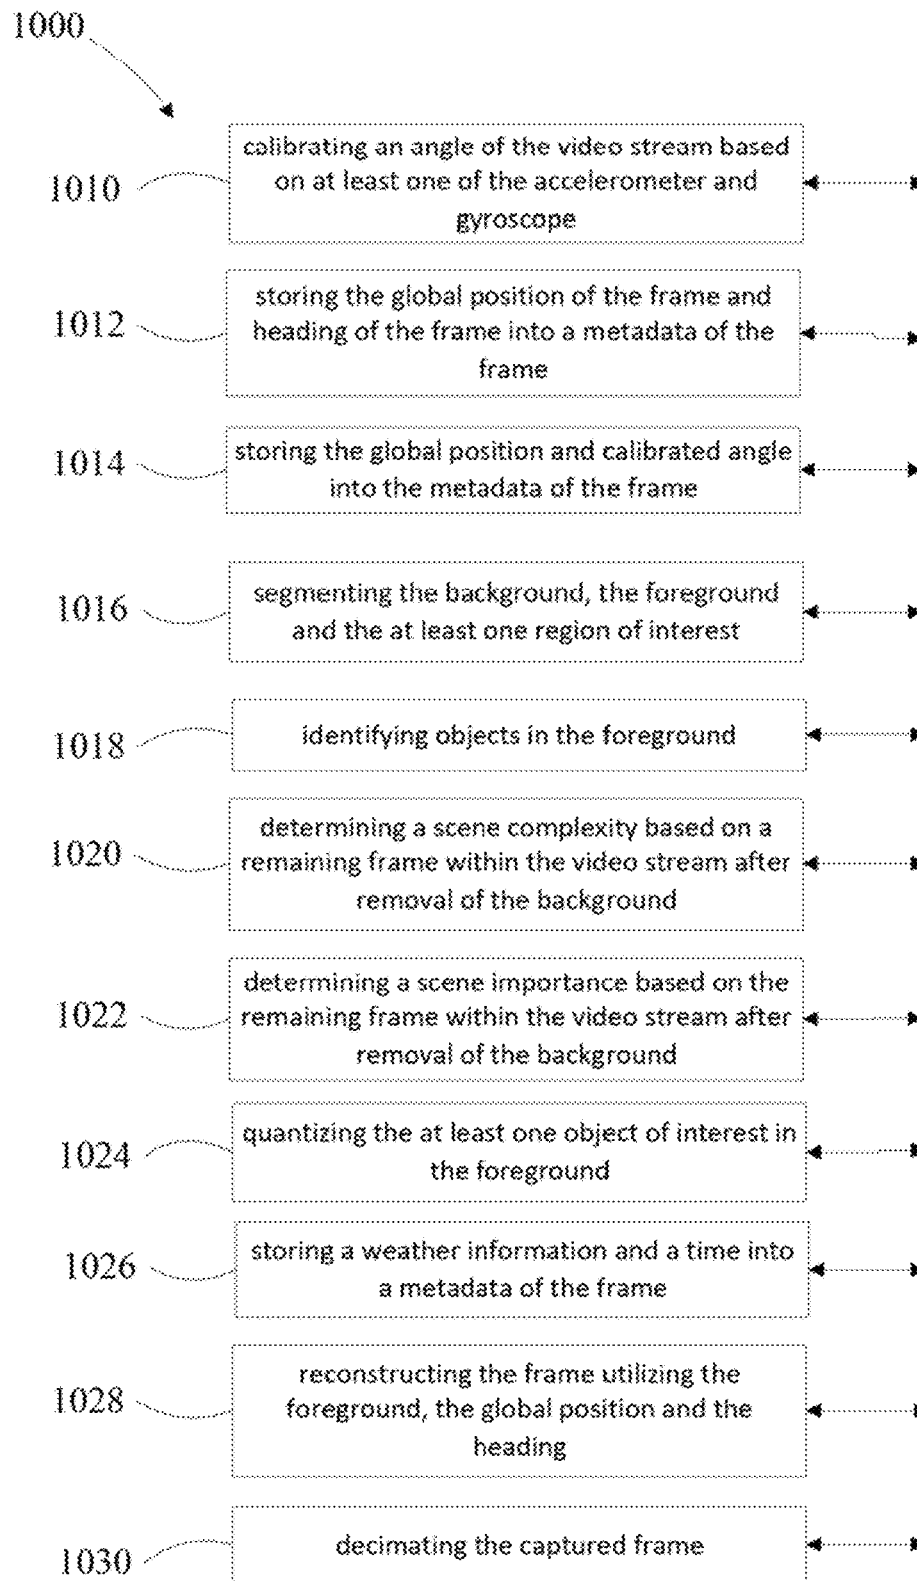 1000
calibrating an angle of the video stream based
1010
on at least one of the accelerometer and
gyroscope
storing the global position of the frame and
1012
heading of the frame into a metadata of the
frame
1014
storing the global position and calibrated angle
into the metadata of the frame
1016
segmenting the background, the foreground
and the at least one region of interest
1018
identifying objects in the foreground
determining a scene complexity based on a
1020
remaining frame within the video stream after
removal of the background
determining a scene importance based on the
1022
remaining frame within the video stream after
removal of the background
1024
quantizing the at least one object of interest in
the foreground
1026
storing a weather information and a time into
a metadata of the frame
reconstructing the frame utilizing the
1028
foreground, the global position and the
heading
1030
decimating the captured frame